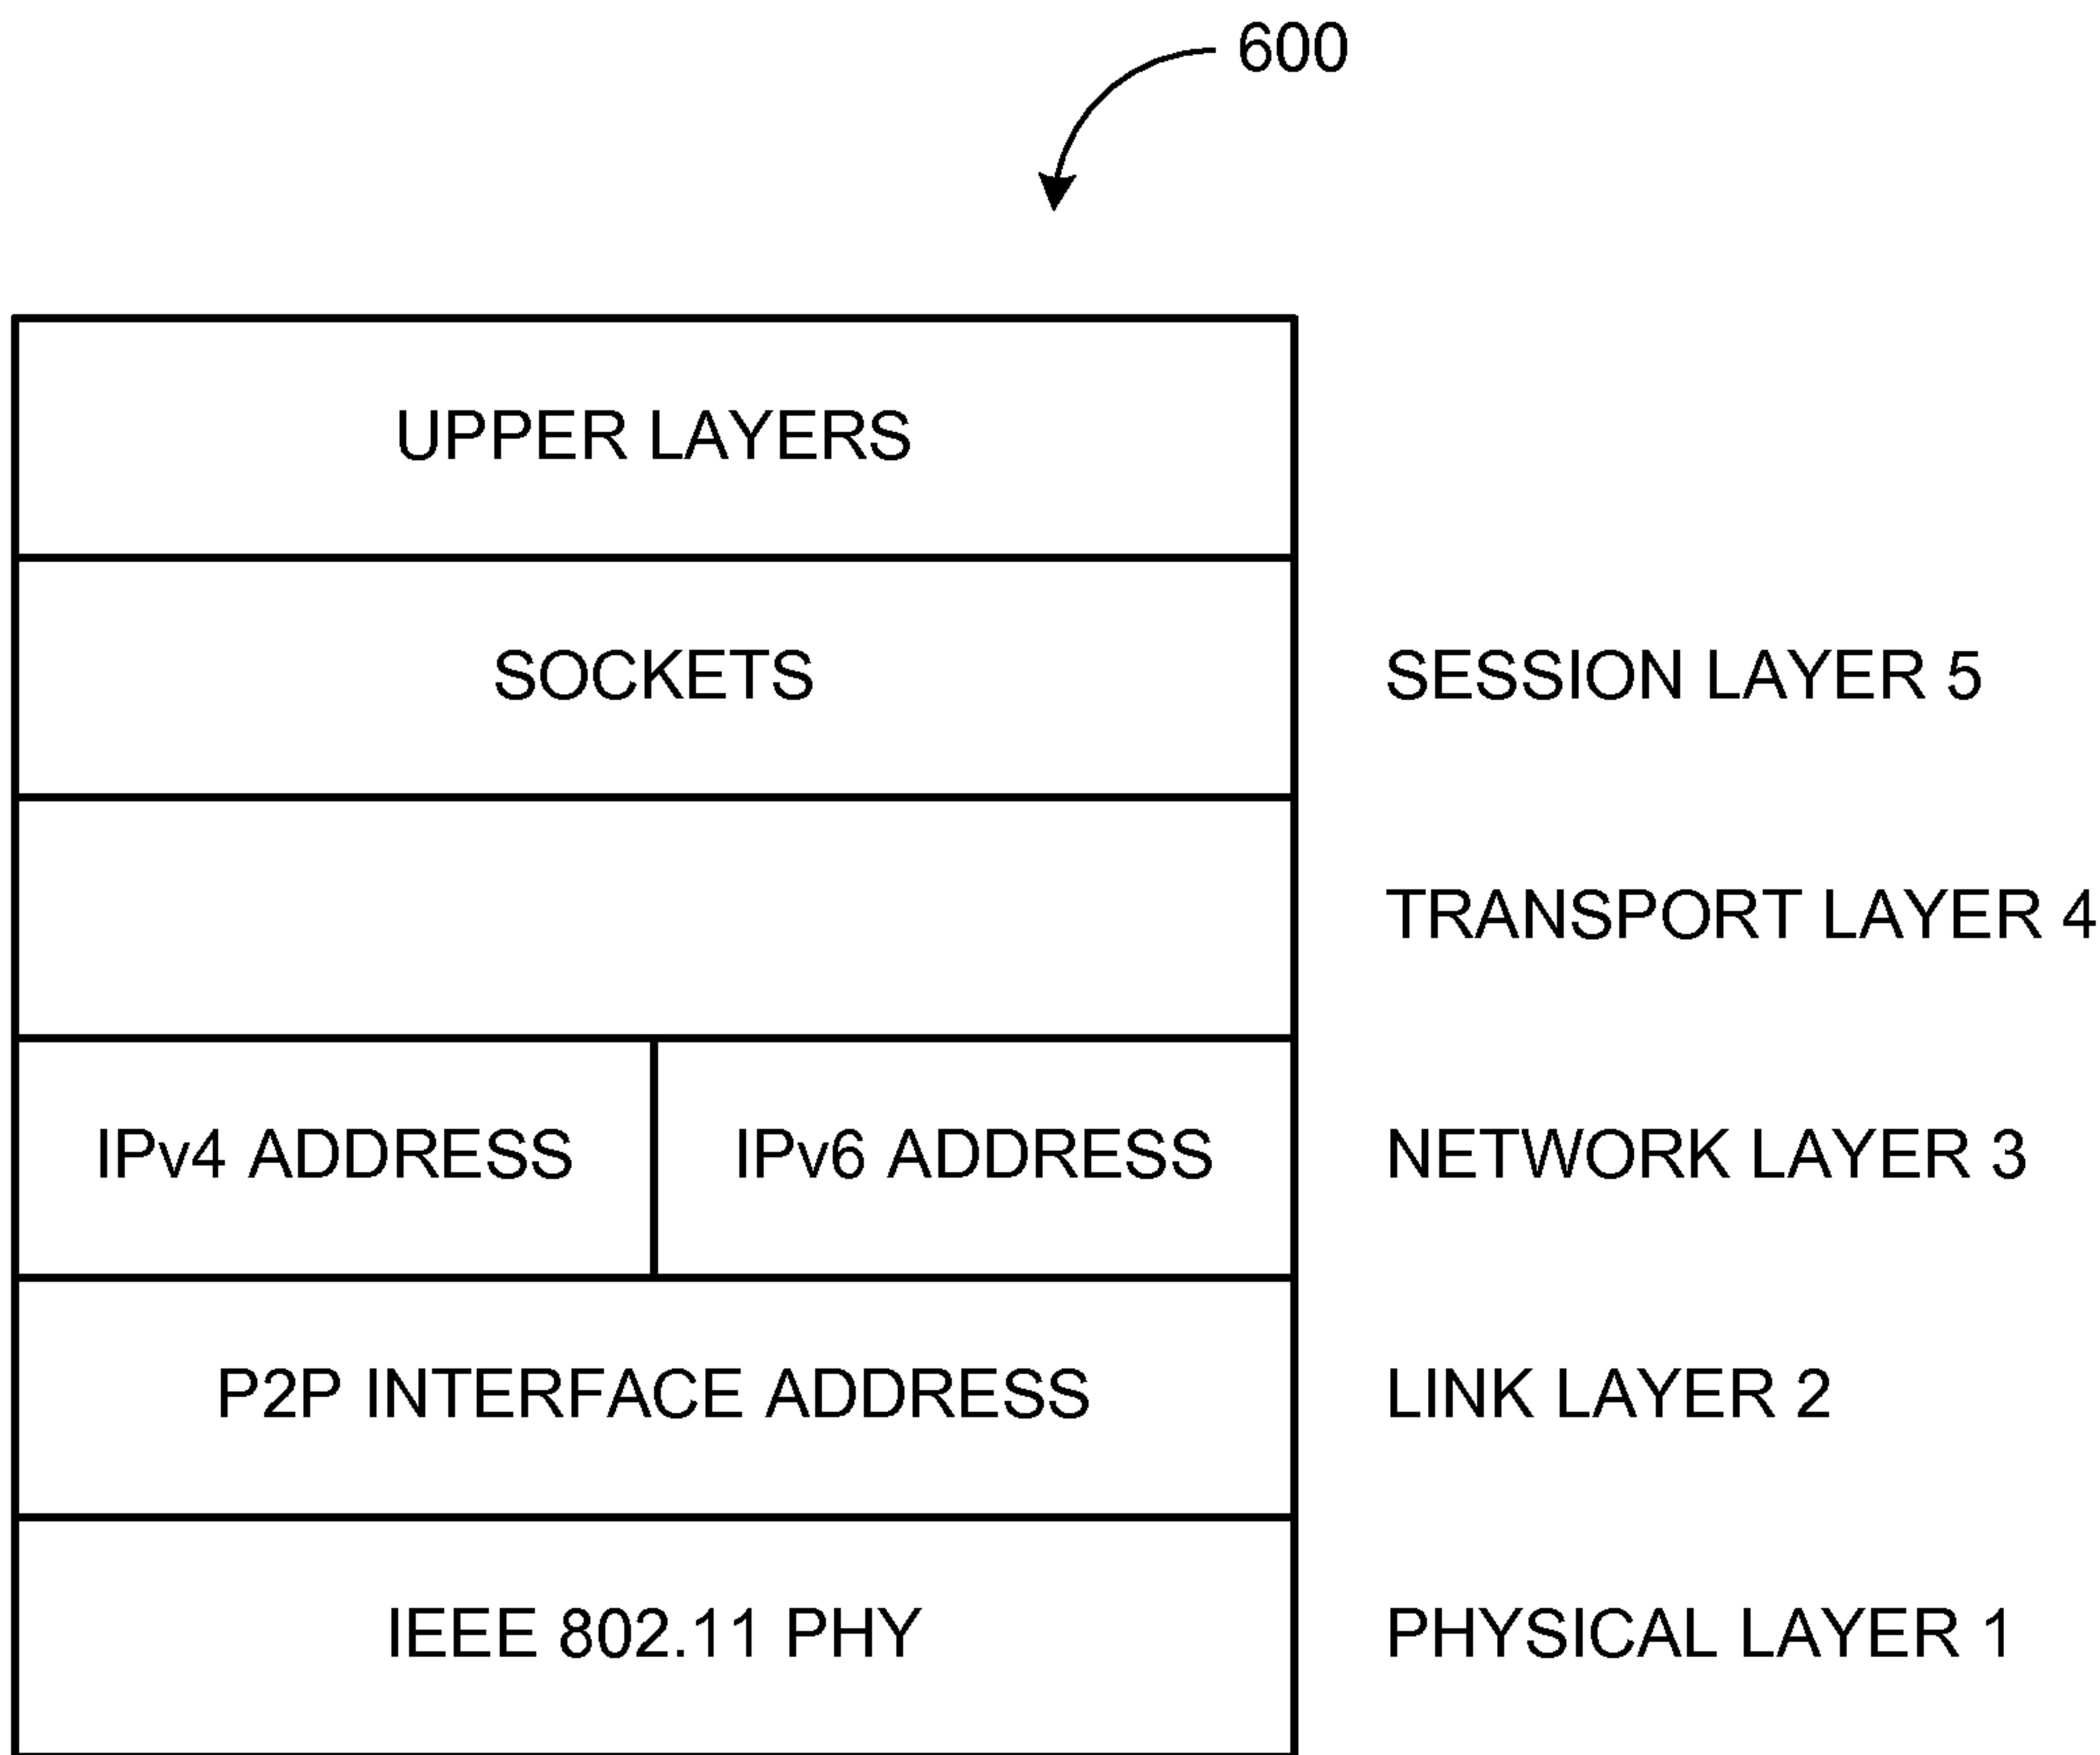 600
UPPER LAYERS
SOCKETS SESSION LAYER 5
TRANSPORT LAYER 4
IPv4 ADDRESS IPv6 ADDRESS NETWORK LAYER 3
P2P INTERFACE ADDRESS LINK LAYER 2
IEEE 802.11 PHY PHYSICAL LAYER 1